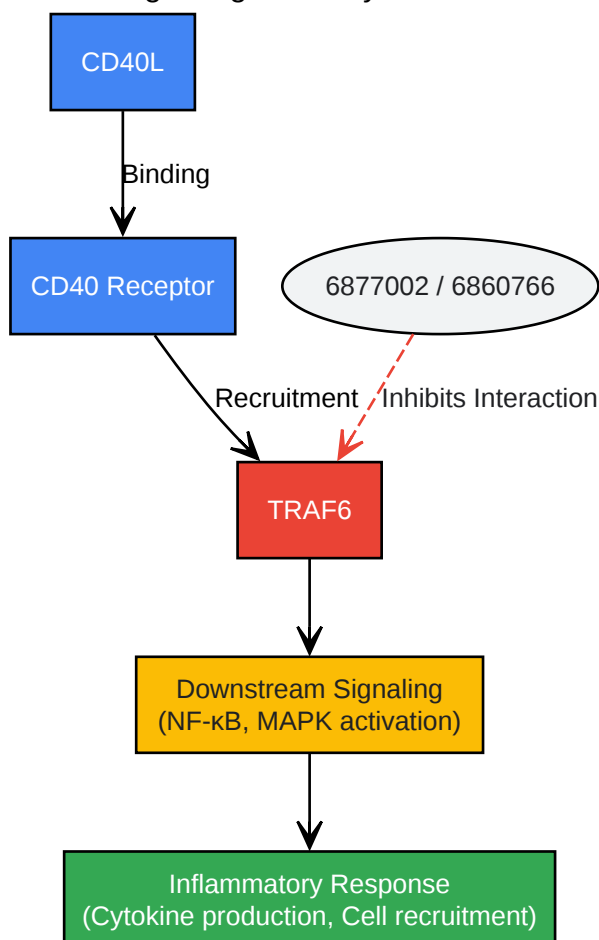 CD40L
Binding
CD40 Receptor
6877002 / 6860766
Recruitment
Inhibits Interaction
TRAF6
Downstream Signaling
(NF-κB, MAPK activation)
Inflammatory Response
(Cytokine production, Cell recruitment)